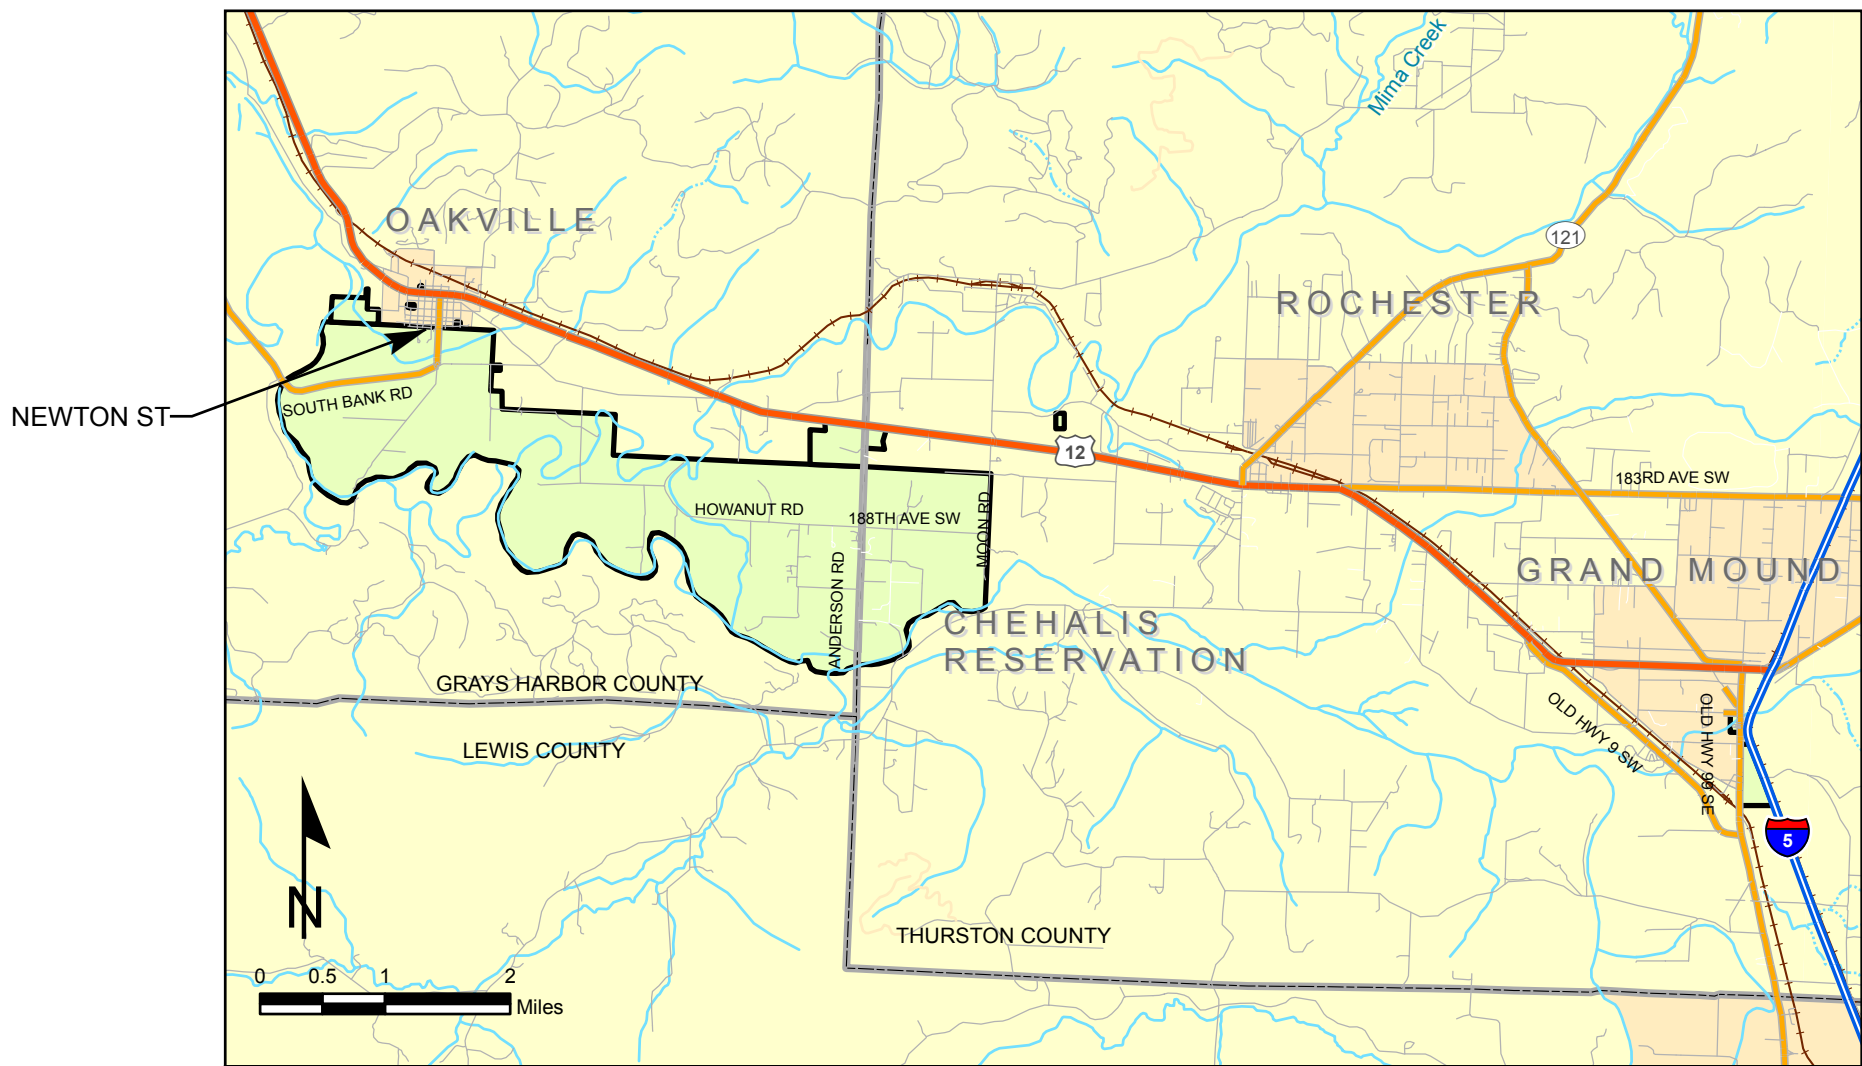 Mima Creek
OAKVILLE
121
ROCHESTER
SOUTH BANK RD
NEWTON ST
12
183RD AVE SW
HOWANUT RD
188TH AVE SW
MOON RD
ANDERSON RD
GRAND MOUND
CHEHALIS
RESERVATION
GRAYS HARBOR COUNTY
LEWIS COUNTY
OLD HWY 9 SW
OLD HWY 99 SE
5
N
THURSTON COUNTY
0 0.5 1 2
Miles